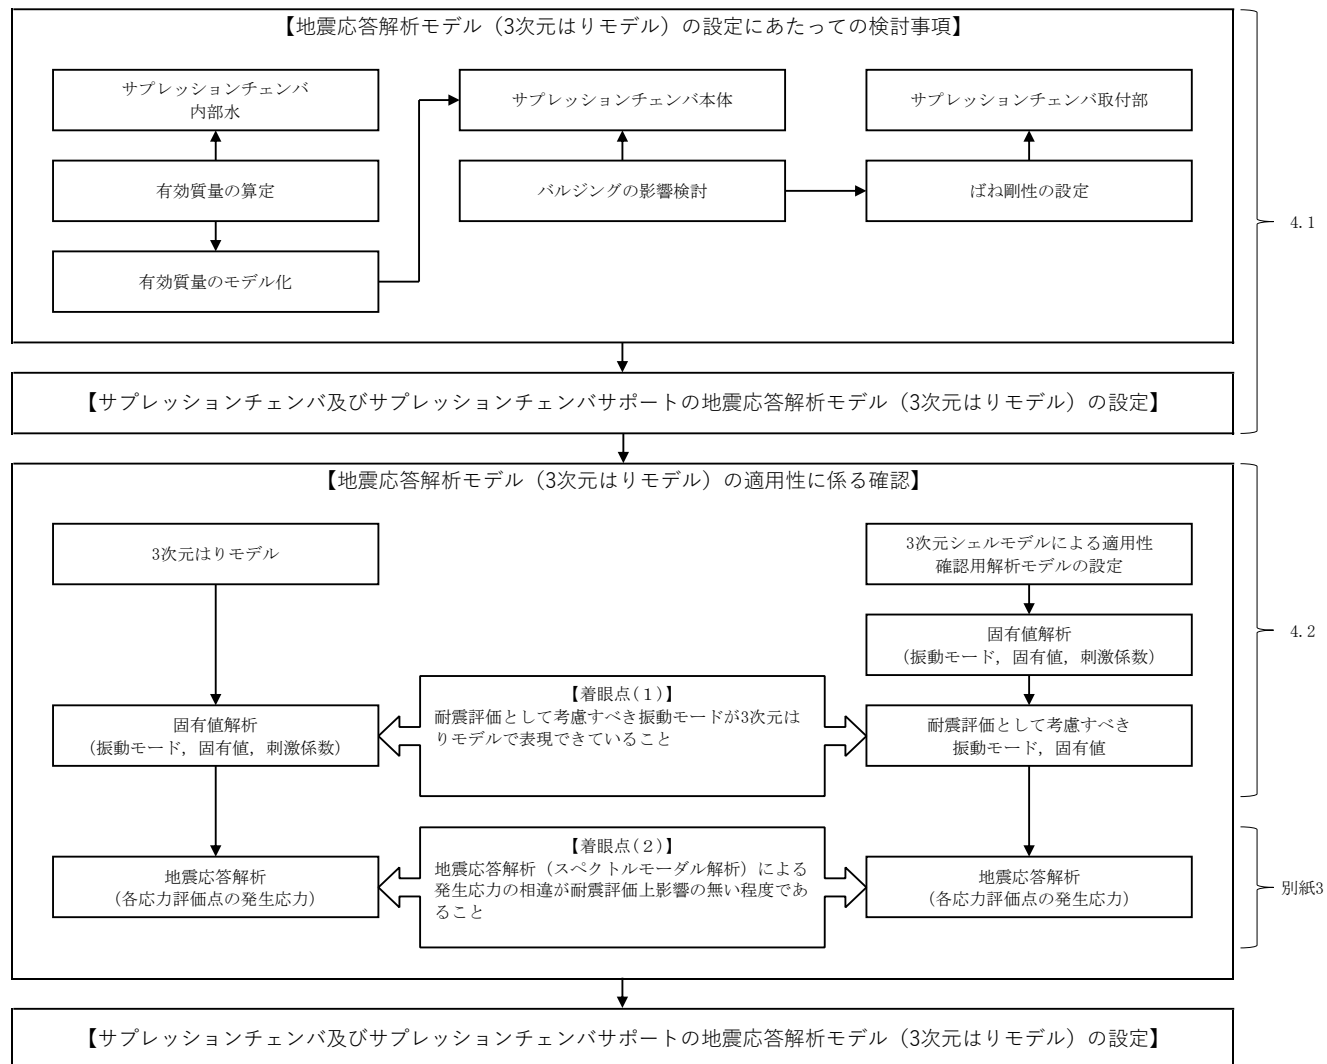 【地震応答解析モデル（3次元はりモデル）の設定にあたっての検討事項】
サプレッションチェンバ
内部水
サプレッションチェンバ本体
サプレッションチェンバ取付部
有効質量の算定
バルジングの影響検討
ばね剛性の設定
有効質量のモデル化
4.1
【サプレッションチェンバ及びサプレッションチェンバサポートの地震応答解析モデル（3次元はりモデル）の設定】
【地震応答解析モデル（3次元はりモデル）の適用性に係る確認】
3次元はりモデル
3次元シェルモデルによる適用性
確認用解析モデルの設定
固有値解析
（振動モード，固有値，刺激係数）
4.2
【着眼点(１)】
耐震評価として考慮すべき振動モードが3次元は
りモデルで表現できていること
固有値解析
（振動モード，固有値，刺激係数）
耐震評価として考慮すべき
振動モード，固有値
【着眼点(２)】
地震応答解析（スペクトルモーダル解析）による
発生応力の相違が耐震評価上影響の無い程度であ
ること
地震応答解析
（各応力評価点の発生応力）
地震応答解析
（各応力評価点の発生応力）
別紙3
【サプレッションチェンバ及びサプレッションチェンバサポートの地震応答解析モデル（3次元はりモデル）の設定】